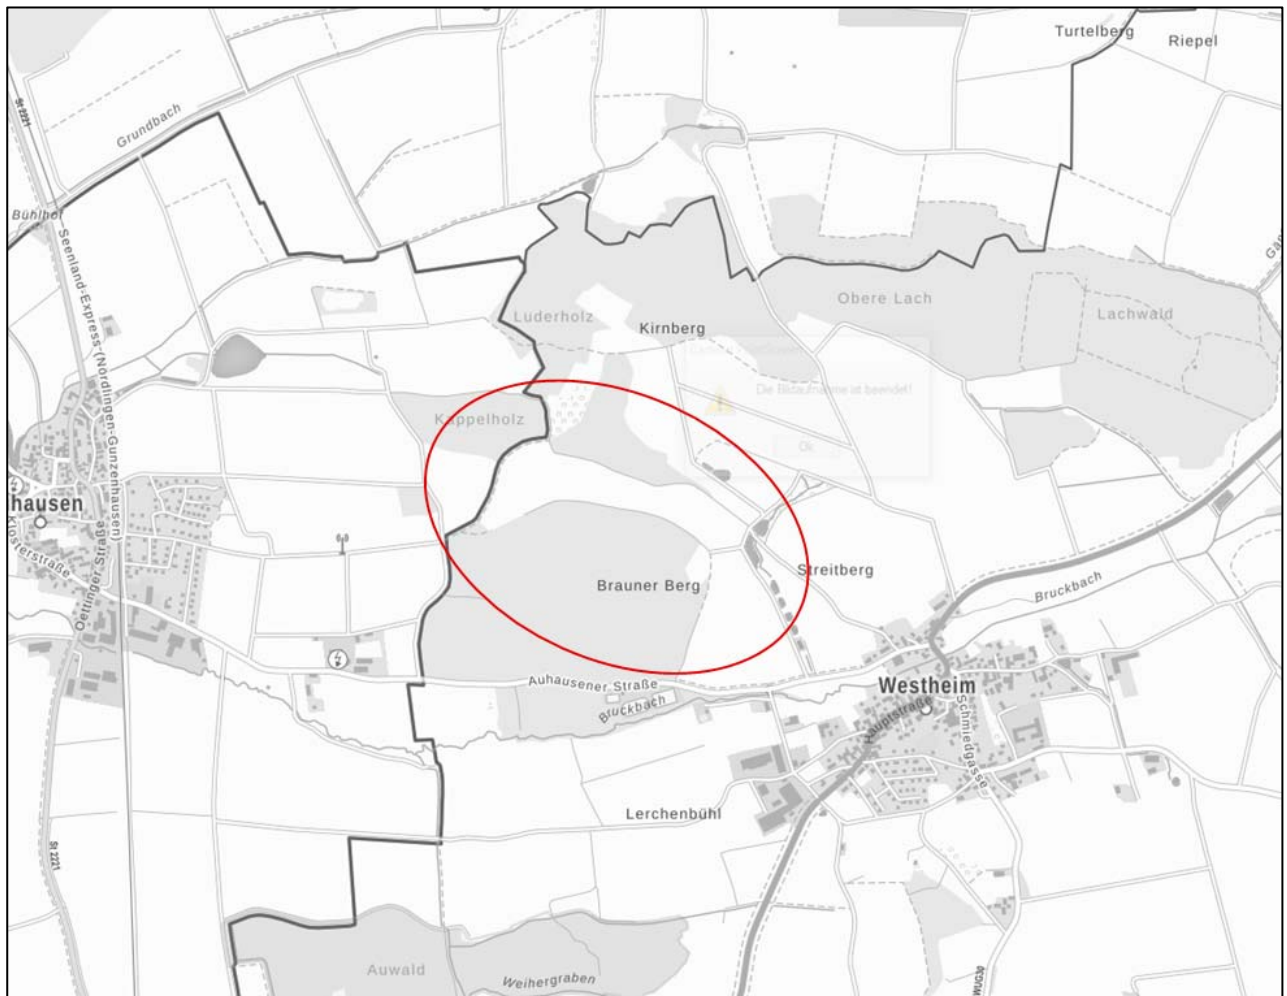 Turtelberg
Riepel
St 2221
Grundbach
Bühlhof
Seenland-Express-(Nördlingen-Gunzenhausen)
Obere Lach
Luderholz
Kirnberg
Lachwald
Die Bildaufnahme ist beendet!
Ok
Kappelholz
hausen
Klosterstraße
Oettinger Straße
Brauner Berg
Streitberg
Bruckbach
Auhausener Straße
Bruckbach
Westheim
Hauptstraße
Schmiedgasse
Lerchenbühl
St 2221
Auwald
Weihergraben
WUG30